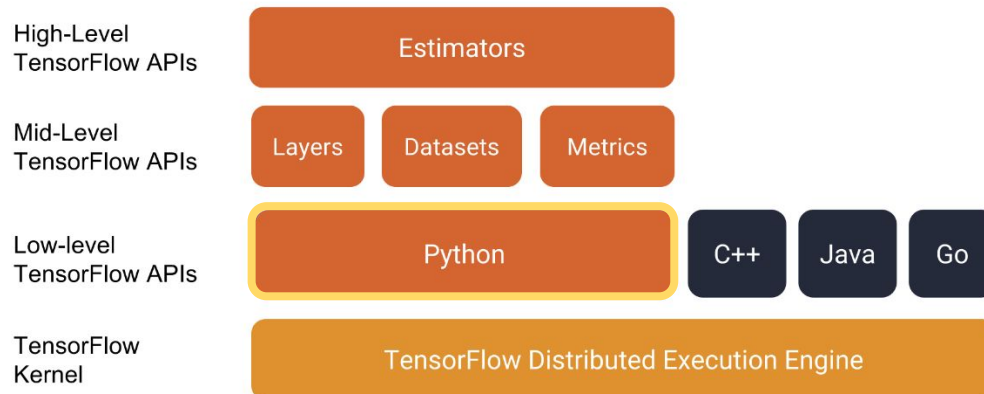 High-Level
TensorFlow APIs
Estimators
Mid-Level
TensorFlow APIs
Layers
Datasets
Metrics
Low-level
TensorFlow APIs
Python
C++
Java
Go
TensorFlow
Kernel
TensorFlow Distributed Execution Engine